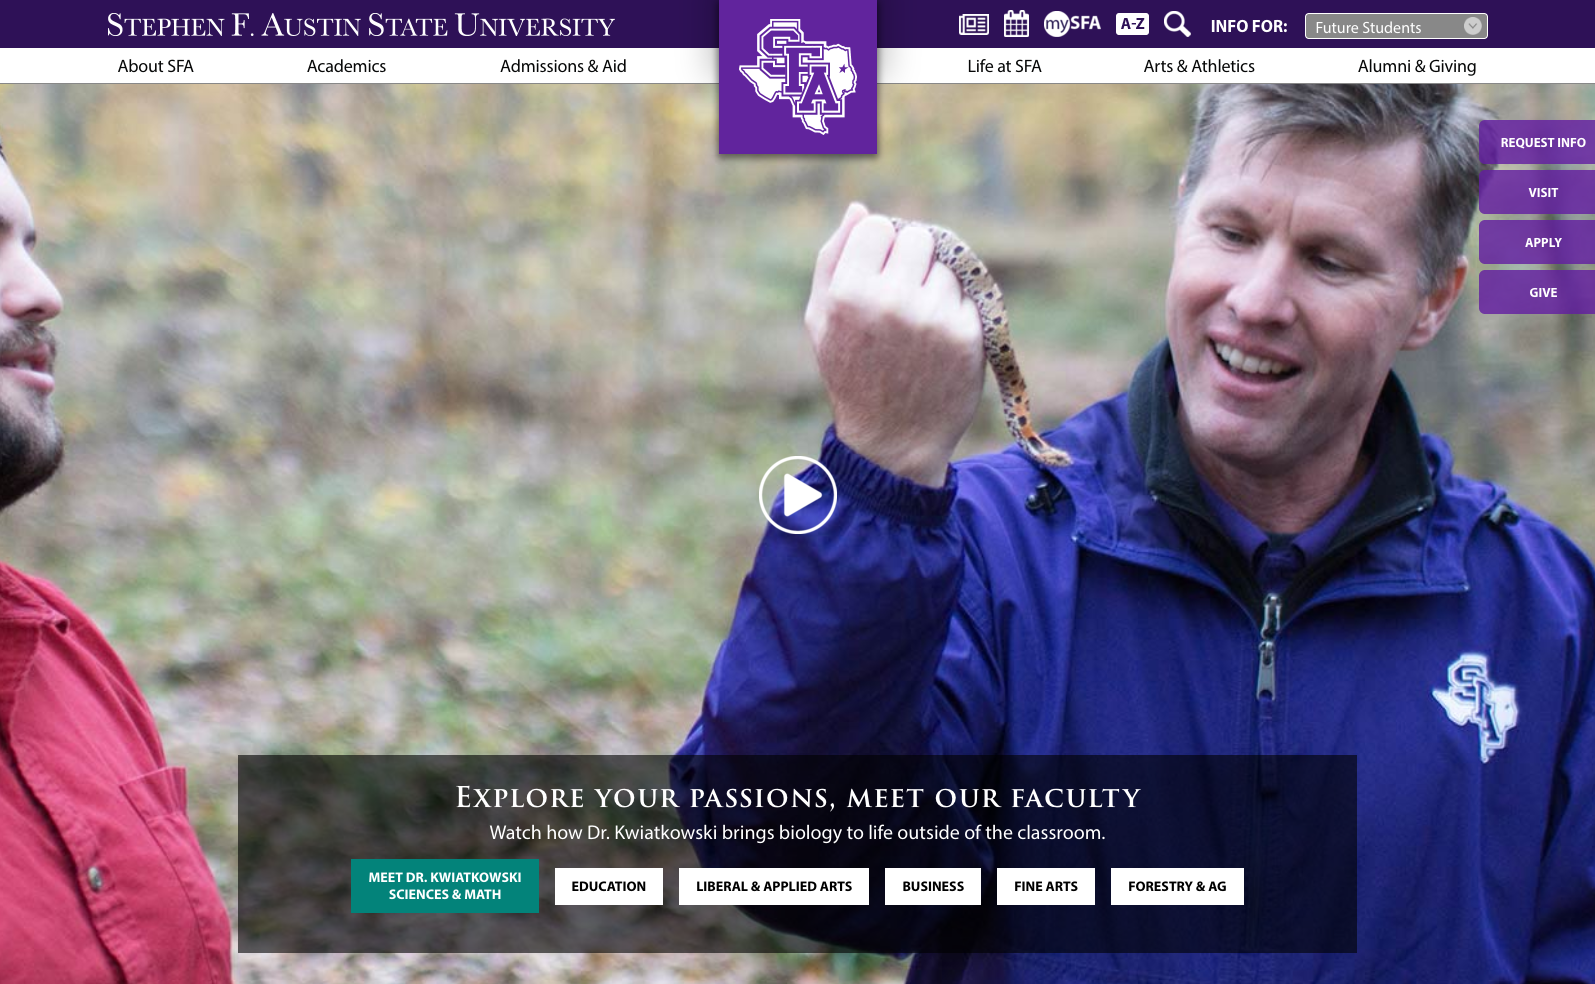 STEPHEN F. AUSTIN STATE UNIVERSITY
mySFA
A-Z
INFO FOR:
Future Students
About SFA
Academics
Admissions & Aid
SFA
Life at SFA
Arts & Athletics
Alumni & Giving
REQUEST INFO
VISIT
APPLY
GIVE
SFA
EXPLORE YOUR PASSIONS, MEET OUR FACULTY
Watch how Dr. Kwiatkowski brings biology to life outside of the classroom.
MEET DR. KWIATKOWSKI
SCIENCES & MATH
EDUCATION
LIBERAL & APPLIED ARTS
BUSINESS
FINE ARTS
FORESTRY & AG